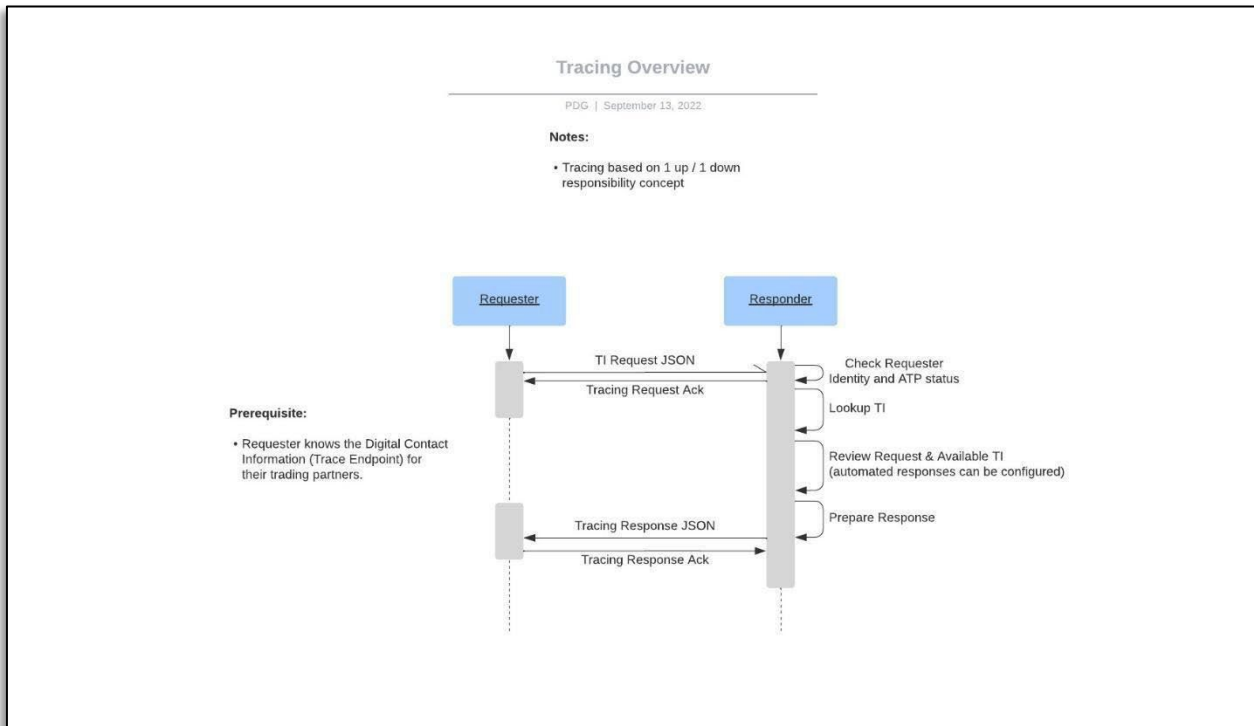 Tracing Overview
PDG | September 13, 2022
Notes:
• Tracing based on 1 up / 1 down
responsibility concept
Requester
Responder
TI Request JSON
Check Requester
Identity and ATP status
Tracing Request Ack
Lookup TI
Prerequisite:
• Requester knows the Digital Contact
Information (Trace Endpoint) for
their trading partners.
Review Request & Available TI
(automated responses can be configured)
Prepare Response
Tracing Response JSON
Tracing Response Ack